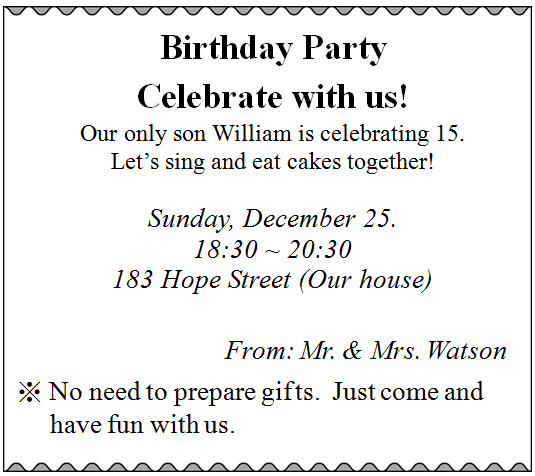 Birthday Party
Celebrate with us!
Our only son William is celebrating 15.
Let’s sing and eat cakes together!
Sunday, December 25.
18:30 ~ 20:30
183 Hope Street (Our house)
From: Mr. & Mrs. Watson
※ No need to prepare gifts.  Just come and
have fun with us.